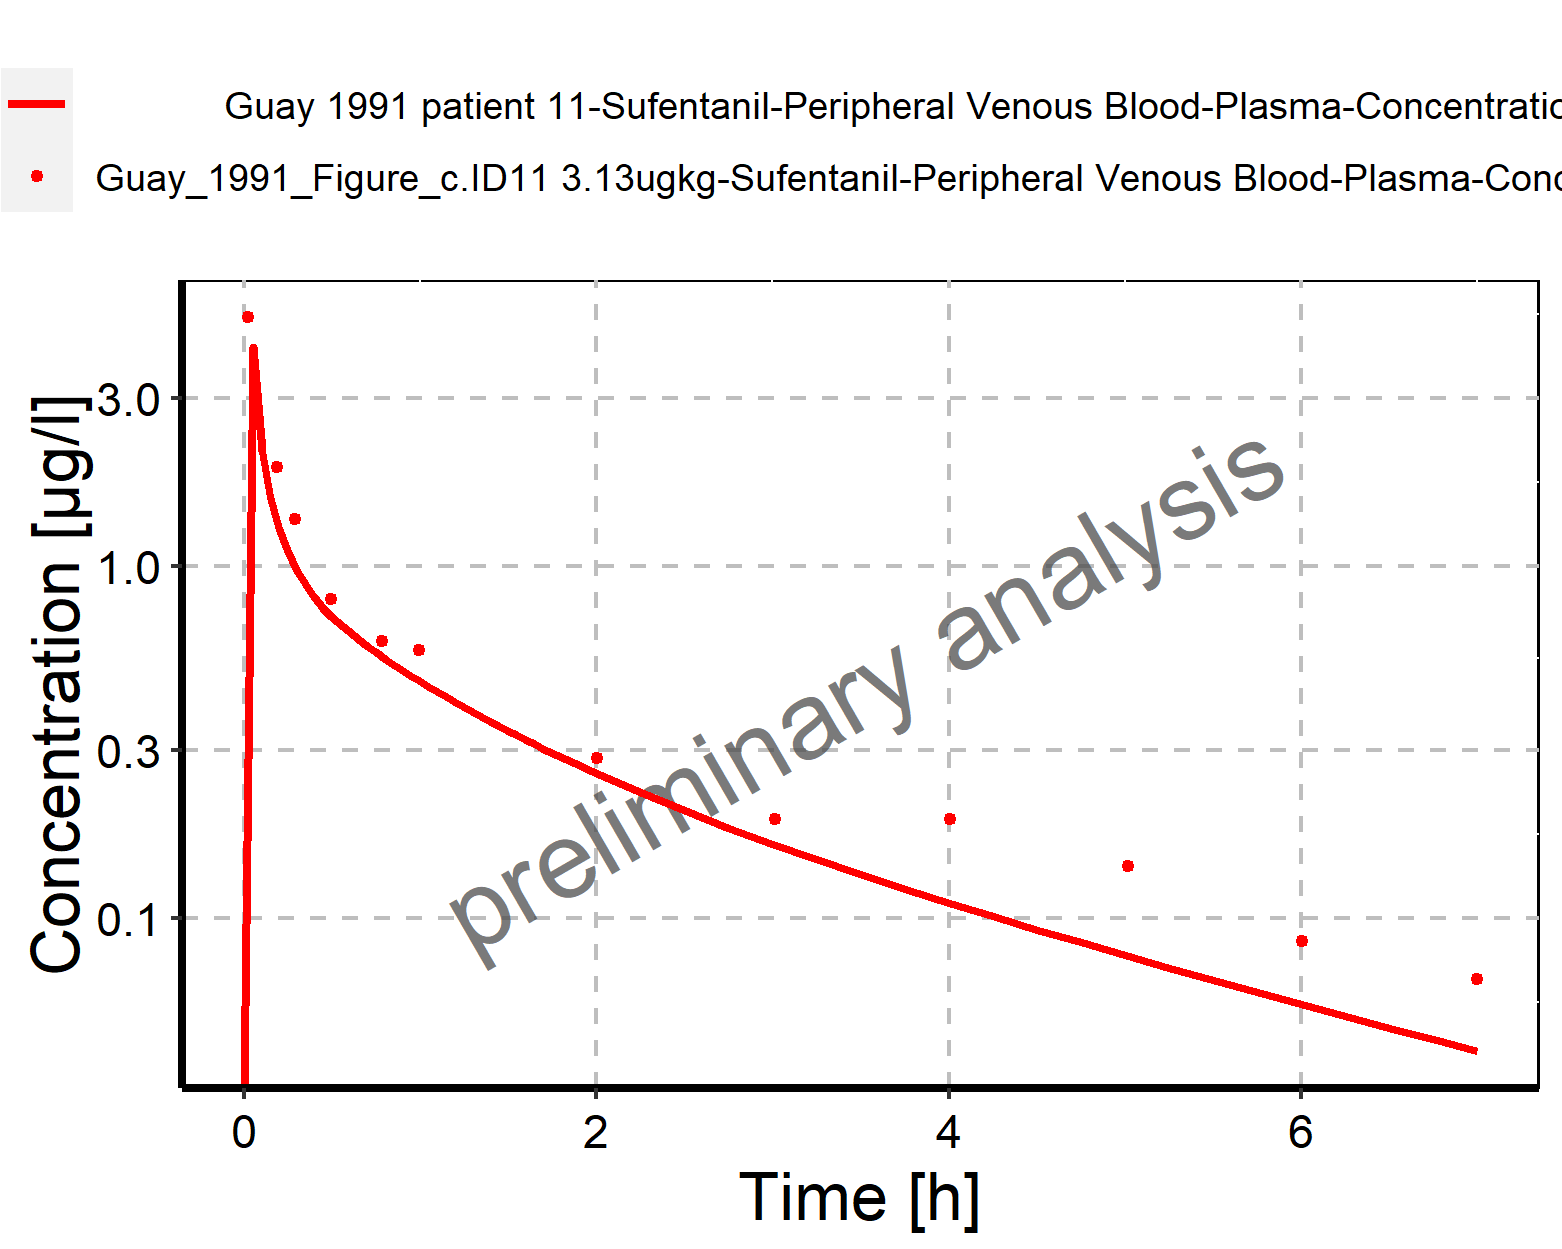 Guay 1991 patient 11-Sufentanil-Peripheral Venous Blood-Plasma-Concentratio
Guay_1991_Figure_c.ID11 3.13ugkg-Sufentanil-Peripheral Venous Blood-Plasma-Conc
3.0
1.0
0.3
0.1
Concentration [µg/l]
preliminary analysis
0 2 4 6
Time [h]